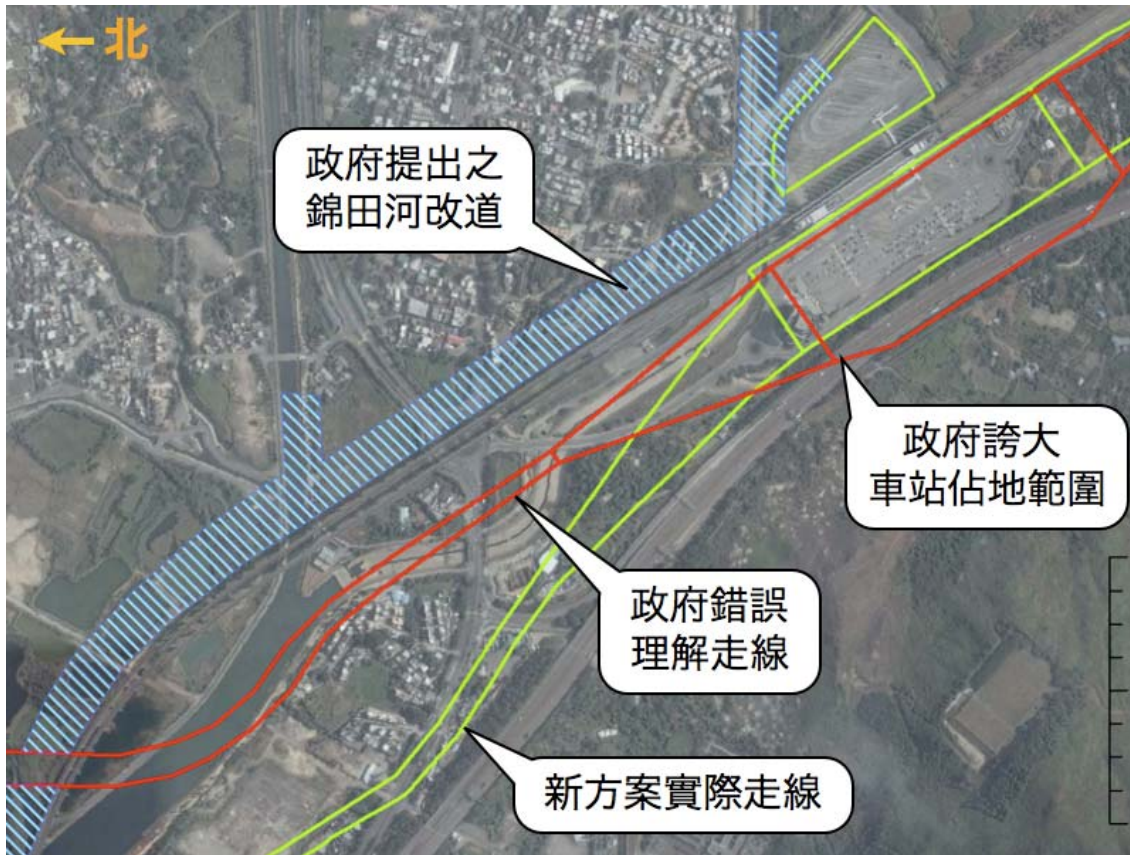 北
政府提出之
錦田河改道
政府誇大
車站佔地範圍
政府錯誤
理解走線
新方案實際走線